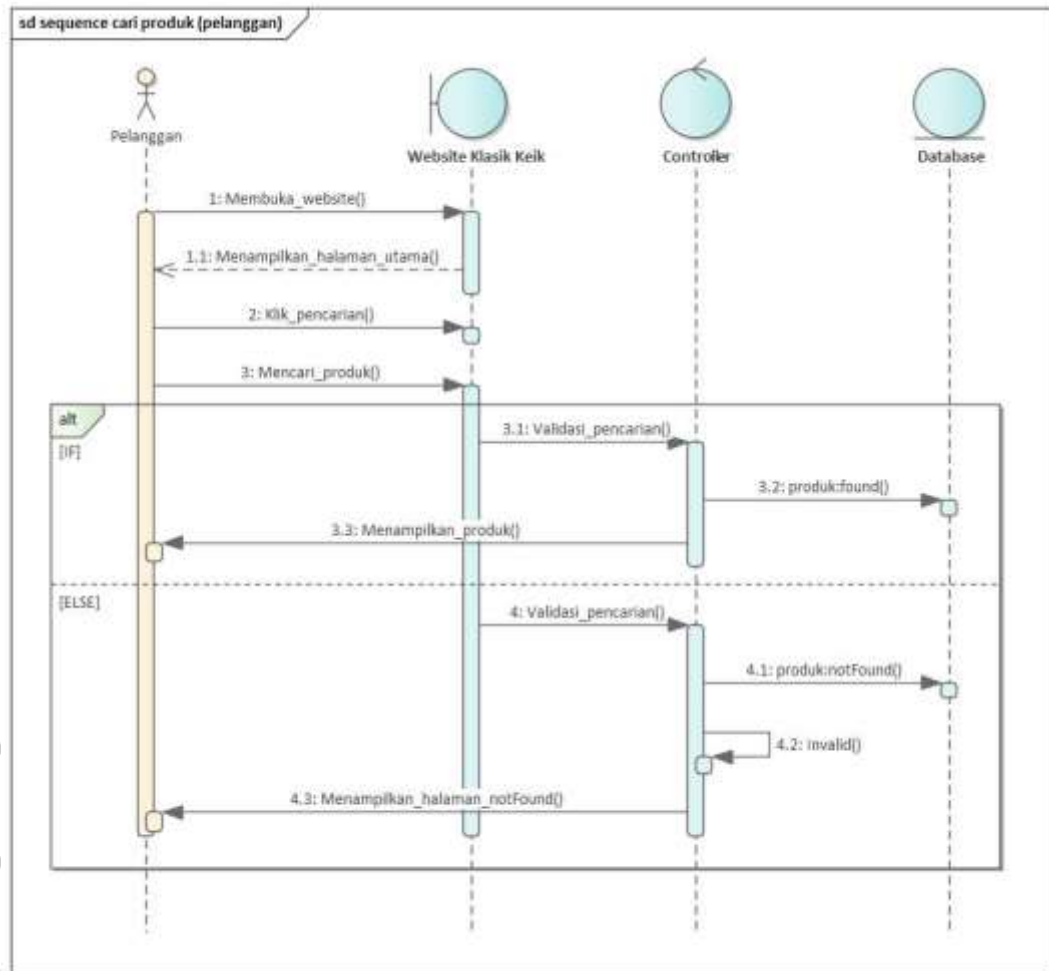 sd sequence cari produk (pelanggan)
Pelanggan
Website Klasik Keik
Controller
Database
1: Membuka_website()
1.1: Menampilkan_halaman_utama()
2: Klik_pencarian()
3: Mencari_produk()
alt
[IF]
3.1: Validasi_pencarian()
3.2: produk:found()
3.3: Menampilkan_produk()
[ELSE]
4: Validasi_pencarian()
4.1: produk:notFound()
4.2: Invalid()
4.3: Menampilkan_halaman_notFound()